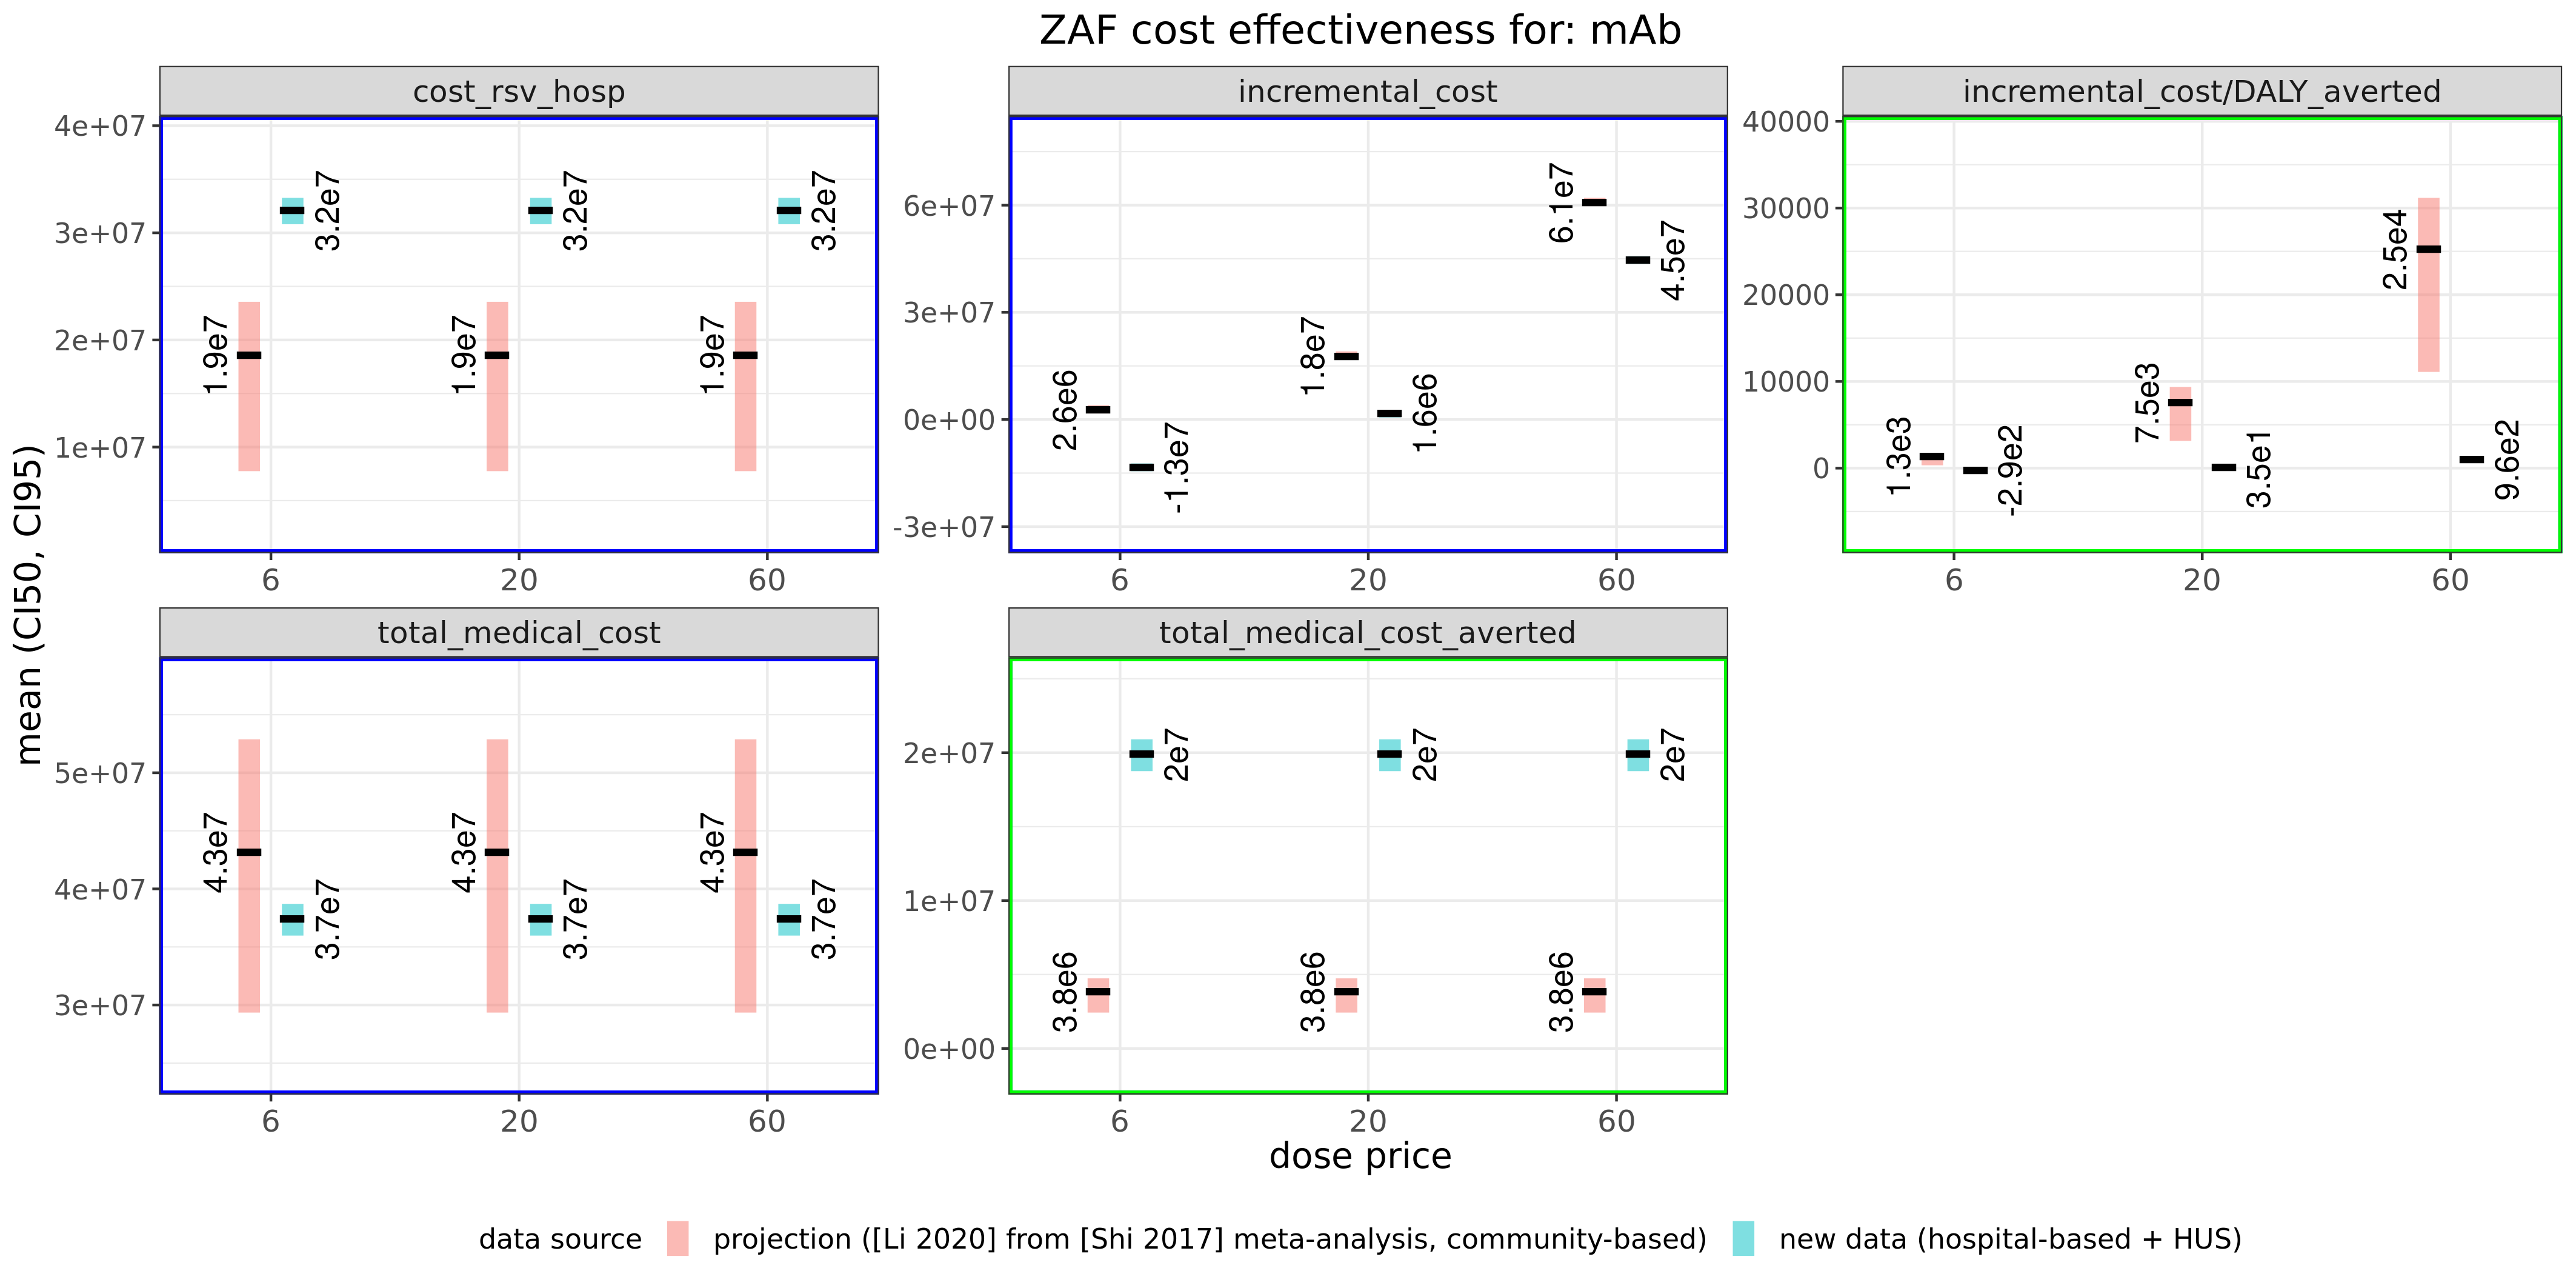 ZAF cost effectiveness for: mAb
mean (CI50, CI95)
cost_rsv_hosp
4e+07
3e+07
2e+07
1e+07
1.9e7
3.2e7
1.9e7
3.2e7
1.9e7
3.2e7
6
20
60
incremental_cost
6e+07
3e+07
0e+00
-3e+07
2.6e6
-1.3e7
1.8e7
1.6e6
6.1e7
4.5e7
6
20
60
incremental_cost/DALY_averted
40000
30000
20000
10000
0
1.3e3
-2.9e2
7.5e3
3.5e1
2.5e4
9.6e2
6
20
60
total_medical_cost
5e+07
4e+07
3e+07
4.3e7
3.7e7
4.3e7
3.7e7
4.3e7
3.7e7
6
20
60
total_medical_cost_averted
2e+07
1e+07
0e+00
3.8e6
2e7
3.8e6
2e7
3.8e6
2e7
6
20
60
dose price
data source
projection ([Li 2020] from [Shi 2017] meta-analysis, community-based)
new data (hospital-based + HUS)